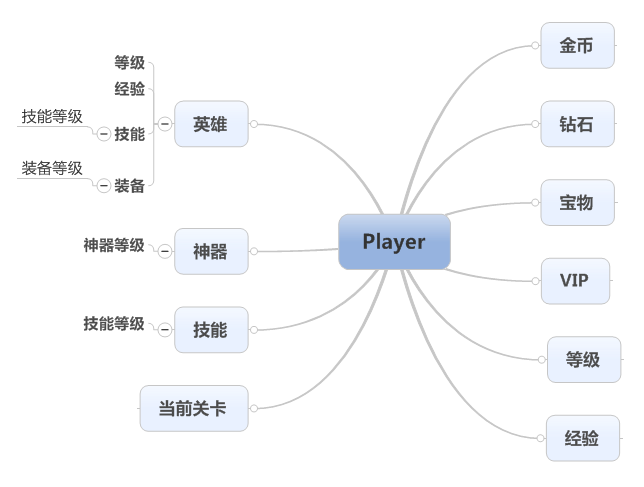 Player
金币
钻石
宝物
VIP
等级
经验
英雄
等级
经验
技能
技能等级
装备
装备等级
神器
神器等级
技能
技能等级
当前关卡